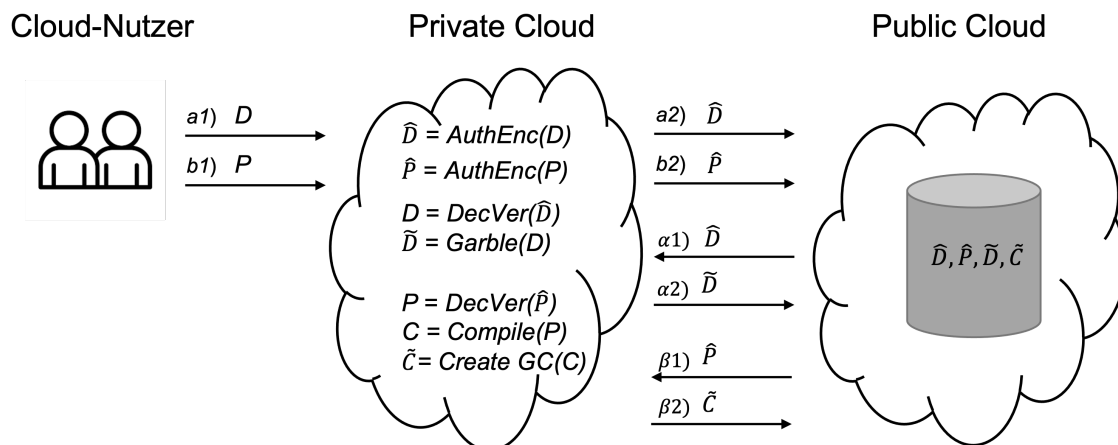 Cloud-Nutzer
Private Cloud
Public Cloud
a1) D
b1) P
D̂ = AuthEnc(D)
P̂ = AuthEnc(P)
D = DecVer(D̂)
D̃ = Garble(D)
P = DecVer(P̂)
C = Compile(P)
C̃= Create GC(C)
a2) D̂
b2) P̂
α1) D̂
α2) D̃
β1) P̂
β2) C̃
D̂, P̂, D̃, C̃